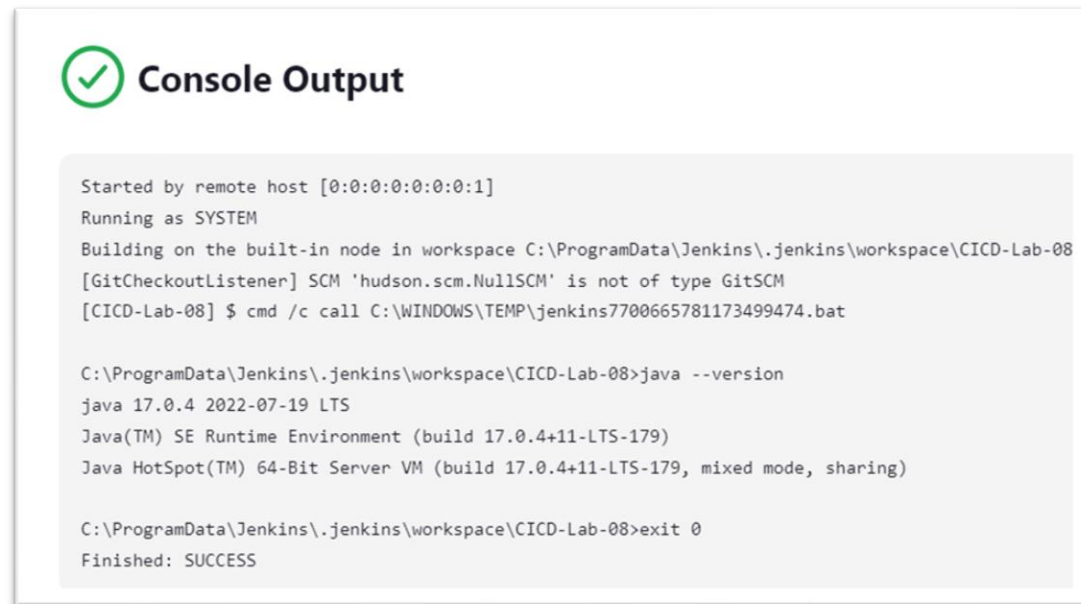 Console Output
Started by remote host [0:0:0:0:0:0:0:1]
Running as SYSTEM
Building on the built-in node in workspace C:\ProgramData\Jenkins\.jenkins\workspace\CICD-Lab-08
[GitCheckoutListener] SCM 'hudson.scm.NullSCM' is not of type GitSCM
[CICD-Lab-08] $ cmd /c call C:\WINDOWS\TEMP\jenkins7700665781173499474.bat
C:\ProgramData\Jenkins\.jenkins\workspace\CICD-Lab-08>java --version
java 17.0.4 2022-07-19 LTS
Java(TM) SE Runtime Environment (build 17.0.4+11-LTS-179)
Java HotSpot(TM) 64-Bit Server VM (build 17.0.4+11-LTS-179, mixed mode, sharing)
C:\ProgramData\Jenkins\.jenkins\workspace\CICD-Lab-08>exit 0
Finished: SUCCESS